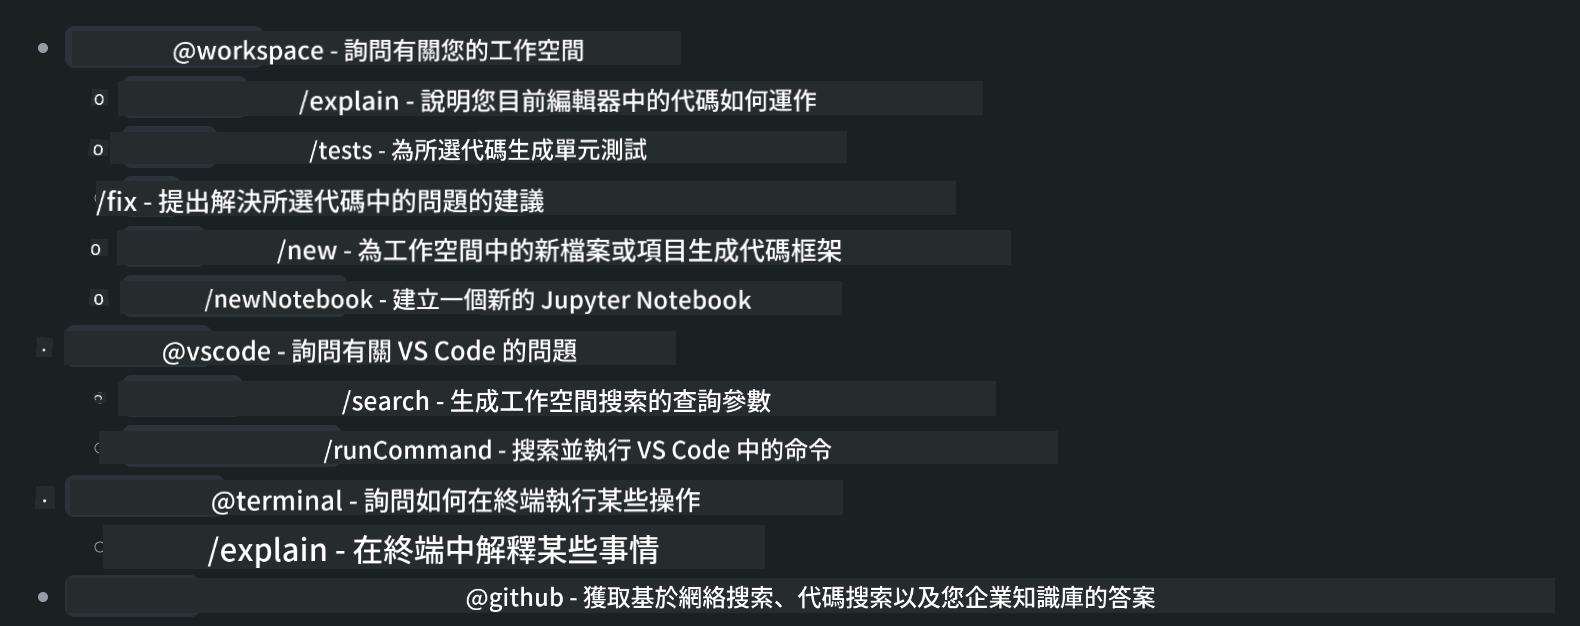 @workspace - 詢問有關您的工作空間
/explain - 說明您目前編輯器中的代碼如何運作
/tests - 為所選代碼生成單元測試
/fix - 提出解決所選代碼中的問題的建議
/new - 為工作空間中的新檔案或項目生成代碼框架
/newNotebook - 建立一個新的 Jupyter Notebook
@vscode - 詢問有關 VS Code 的問題
/search - 生成工作空間搜索的查詢參數
/runCommand - 搜索並執行 VS Code 中的命令
@terminal - 詢問如何在終端執行某些操作
/explain - 在終端中解釋某些事情
@github - 獲取基於網絡搜索、代碼搜索以及您企業知識庫的答案